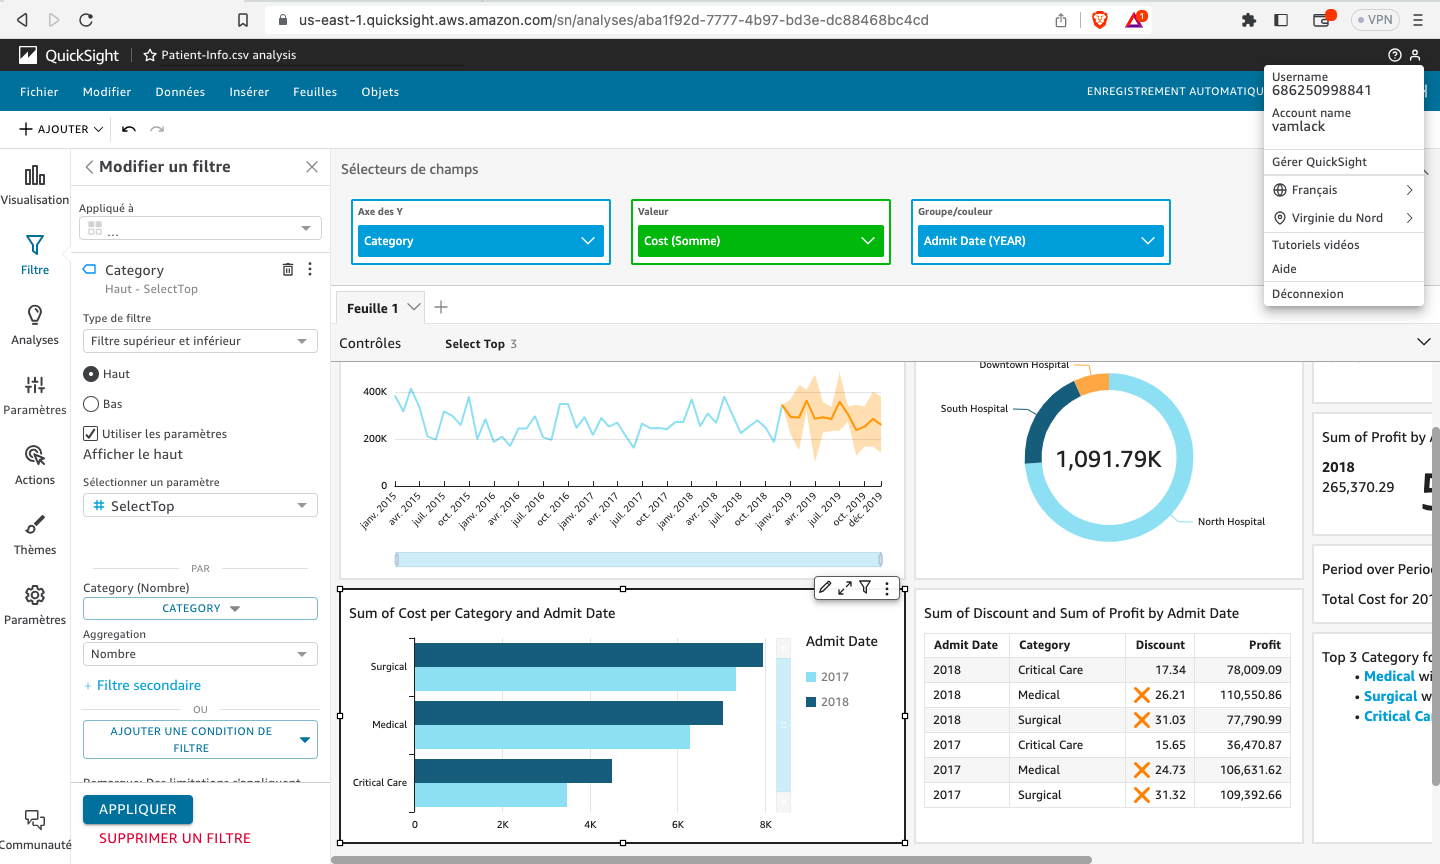 us-east-1.quicksight.aws.amazon.com/sn/analyses/aba1f92d-7777-4b97-bd3e-dc88468bc4cd
1
VPN
QuickSight
Patient-Info.csv analysis
Fichier
Modifier
Données
Insérer
Feuilles
Objets
ENREGISTREMENT AUTOMATIQU
Username
686250998841
Account name
vamlack
Gérer QuickSight
Français
Virginie du Nord
Tutoriels vidéos
Aide
Déconnexion
AJOUTER
Visualisation
Filtre
Analyses
Paramètres
Actions
Thèmes
Paramètres
Communauté
Modifier un filtre
Appliqué à
...
Category
Haut - SelectTop
Type de filtre
Filtre supérieur et inférieur
Haut
Bas
Utiliser les paramètres
Afficher le haut
Sélectionner un paramètre
# SelectTop
PAR
Category (Nombre)
CATEGORY
Aggregation
Nombre
+ Filtre secondaire
OU
AJOUTER UNE CONDITION DE
FILTRE
Remarque: Des limitations s'appliquent
APPLIQUER
SUPPRIMER UN FILTRE
Sélecteurs de champs
Axe des Y
Category
Valeur
Cost (Somme)
Groupe/couleur
Admit Date (YEAR)
Feuille 1
Contrôles
Select Top 3
400K
200K
0
janv. 2015
avr. 2015
juil. 2015
oct. 2015
janv. 2016
avr. 2016
juil. 2016
oct. 2016
janv. 2017
avr. 2017
juil. 2017
oct. 2017
janv. 2018
avr. 2018
juil. 2018
oct. 2018
janv. 2019
avr. 2019
juil. 2019
oct. 2019
déc. 2019
Downtown Hospital
South Hospital
1,091.79K
North Hospital
Sum of Profit by
2018
265,370.29
Period over Perio
Total Cost for 201
Top 3 Category fo
• Medical wi
• Surgical w
• Critical Ca
Sum of Cost per Category and Admit Date
Surgical
Medical
Critical Care
0
2K
4K
6K
8K
Admit Date
2017
2018
Sum of Discount and Sum of Profit by Admit Date
Admit Date Category Discount Profit
2018 Critical Care 17.34 78,009.09
2018 Medical 26.21 110,550.86
2018 Surgical 31.03 77,790.99
2017 Critical Care 15.65 36,470.87
2017 Medical 24.73 106,631.62
2017 Surgical 31.32 109,392.66